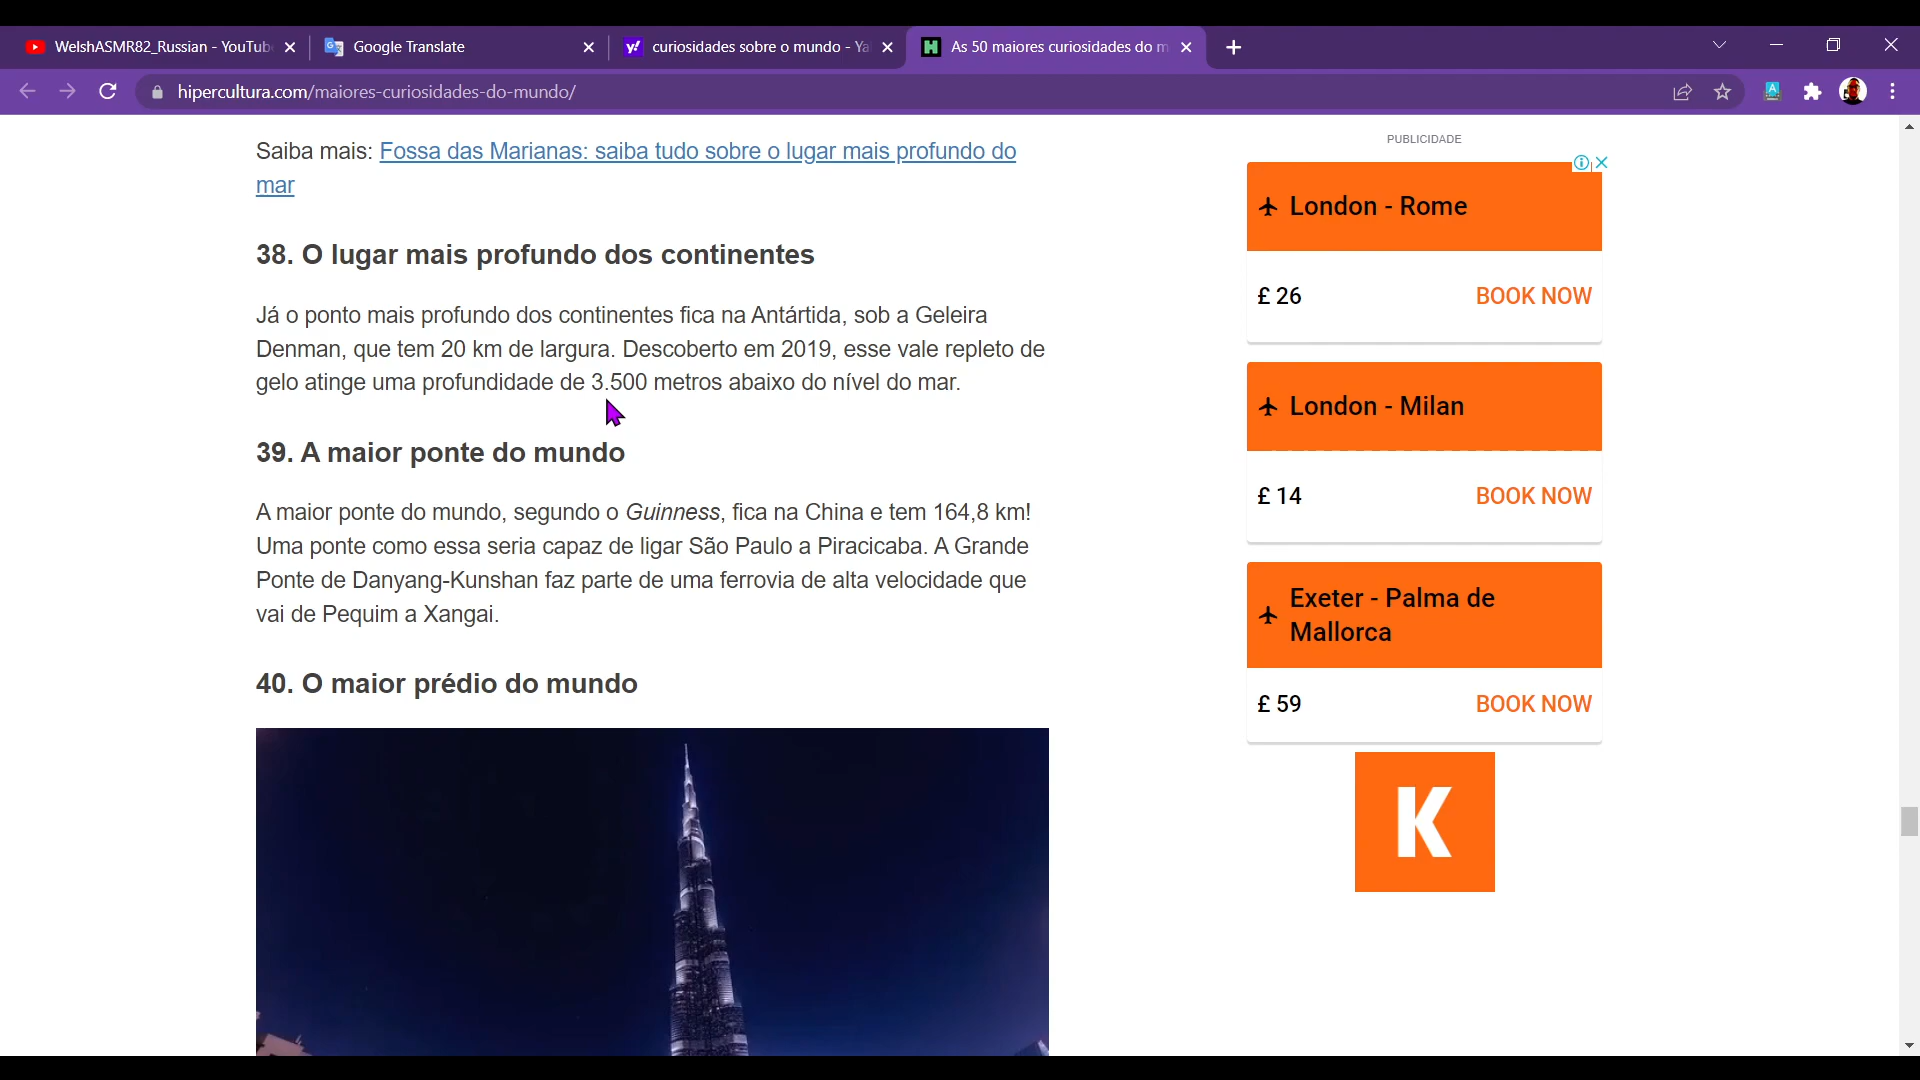 WelshASMR82_Russian - YouTub
Google Translate
curiosidades sobre o mundo - Ya
As 50 maiores curiosidades do m
hipercultura.com/maiores-curiosidades-do-mundo/
Saiba mais: Fossa das Marianas: saiba tudo sobre o lugar mais profundo do
mar
38. O lugar mais profundo dos continentes
Já o ponto mais profundo dos continentes fica na Antártida, sob a Geleira
Denman, que tem 20 km de largura. Descoberto em 2019, esse vale repleto de
gelo atinge uma profundidade de 3.500 metros abaixo do nível do mar.
39. A maior ponte do mundo
A maior ponte do mundo, segundo o Guinness, fica na China e tem 164,8 km!
Uma ponte como essa seria capaz de ligar São Paulo a Piracicaba. A Grande
Ponte de Danyang-Kunshan faz parte de uma ferrovia de alta velocidade que
vai de Pequim a Xangai.
40. O maior prédio do mundo
PUBLICIDADE
London - Rome
£ 26 BOOK NOW
London - Milan
£ 14 BOOK NOW
Exeter - Palma de
Mallorca
£ 59 BOOK NOW
K